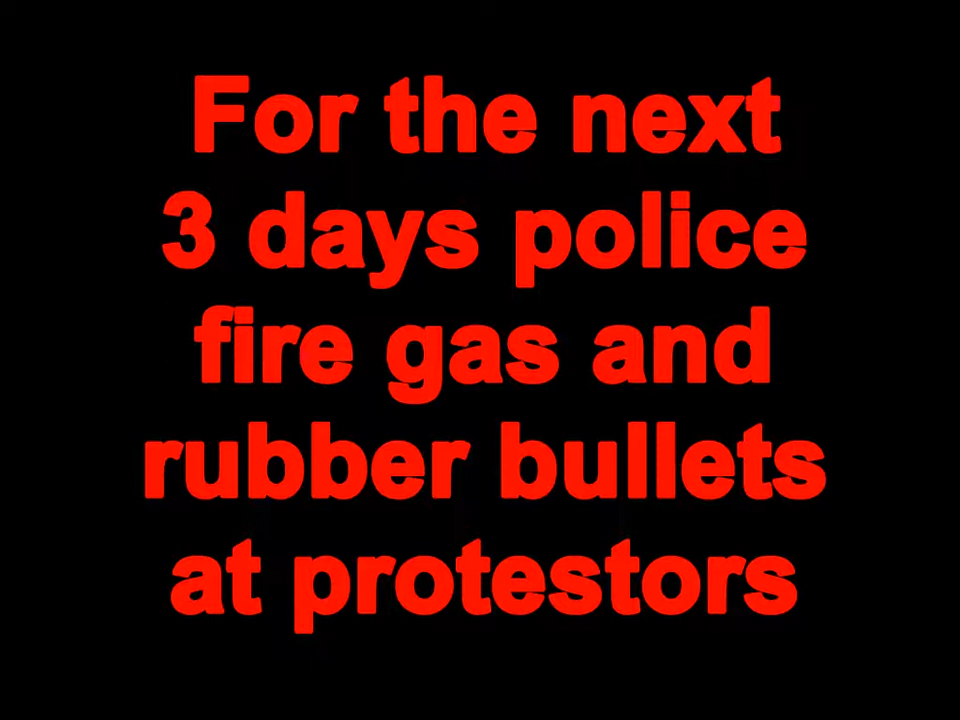 For the next
3 days police
fire gas and
rubber bullets
at protestors